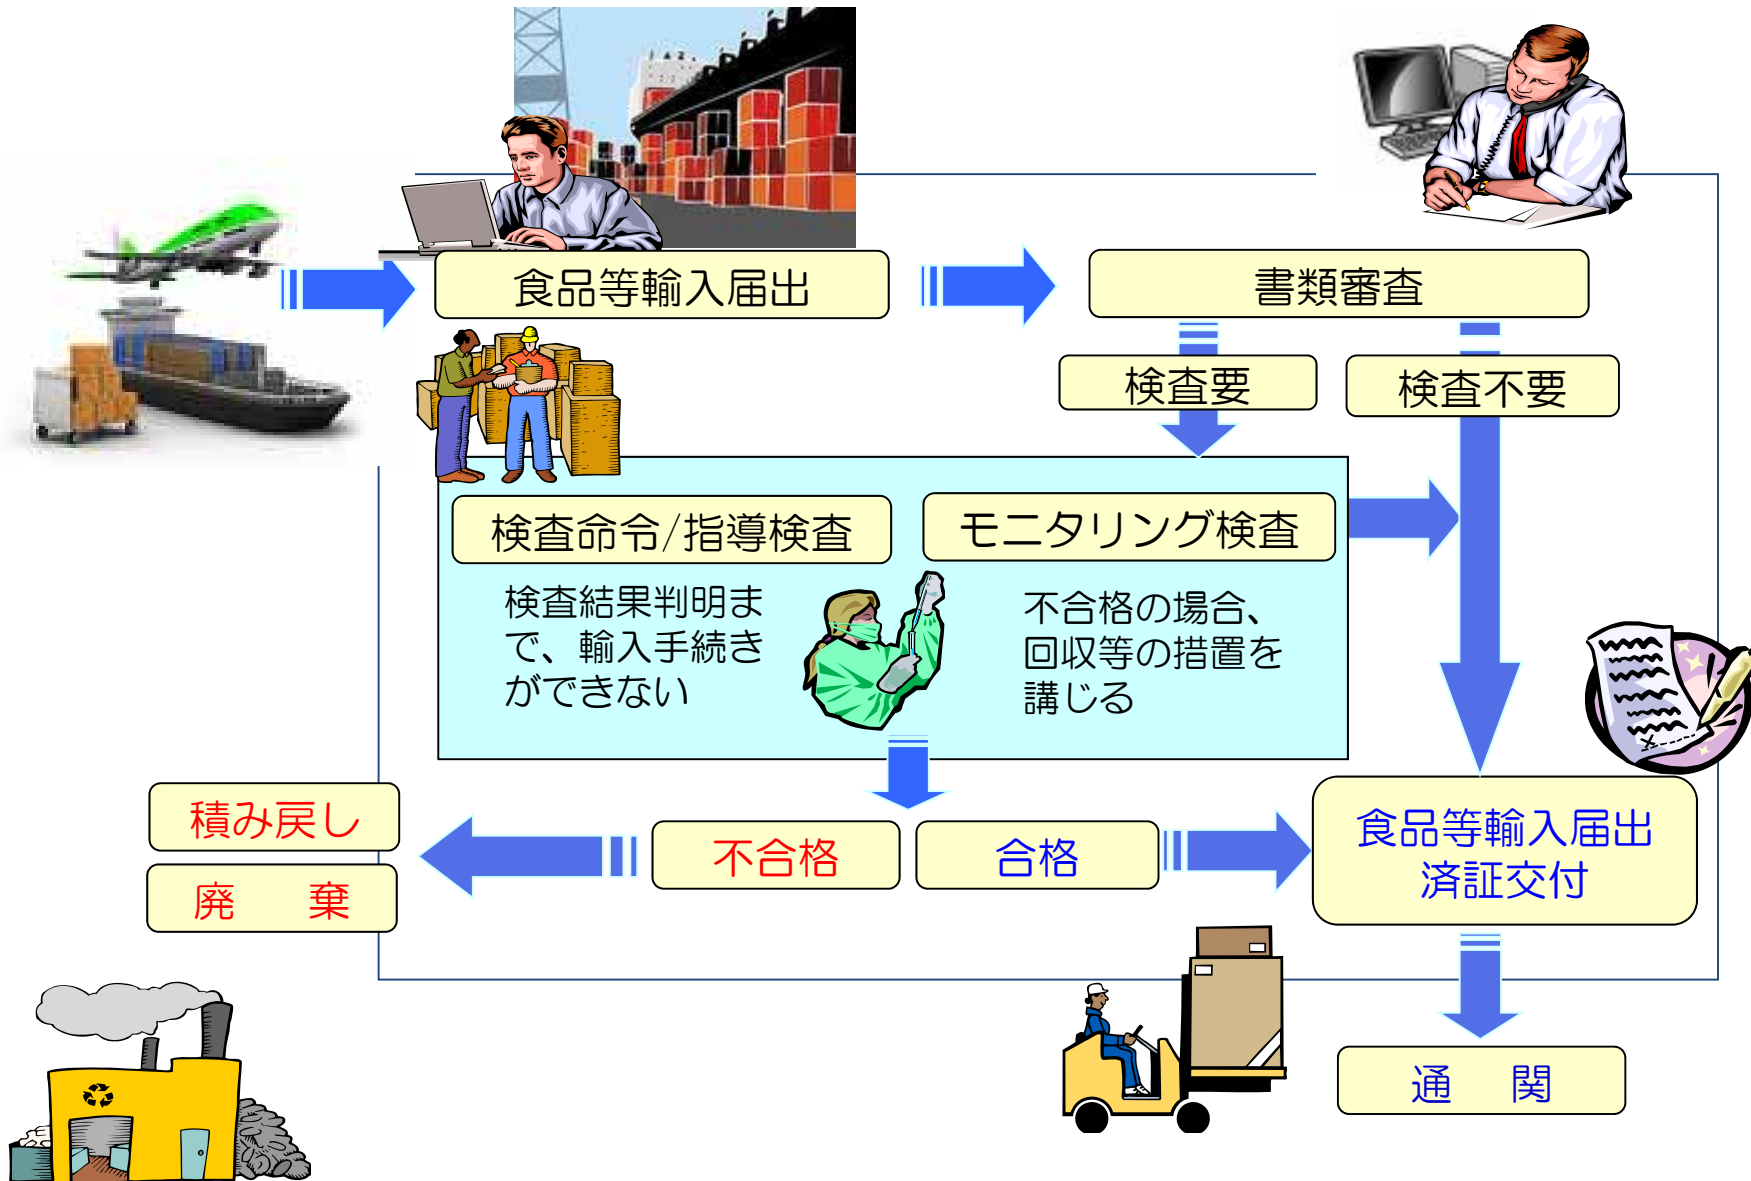 食品等輸入届出
書類審査
検査要
検査不要
検査命令/指導検査
モニタリング検査
検査結果判明ま
で、輸入手続き
ができない
不合格の場合、
回収等の措置を
講じる
積み戻し
廃　棄
不合格
合格
食品等輸入届出
済証交付
通　関